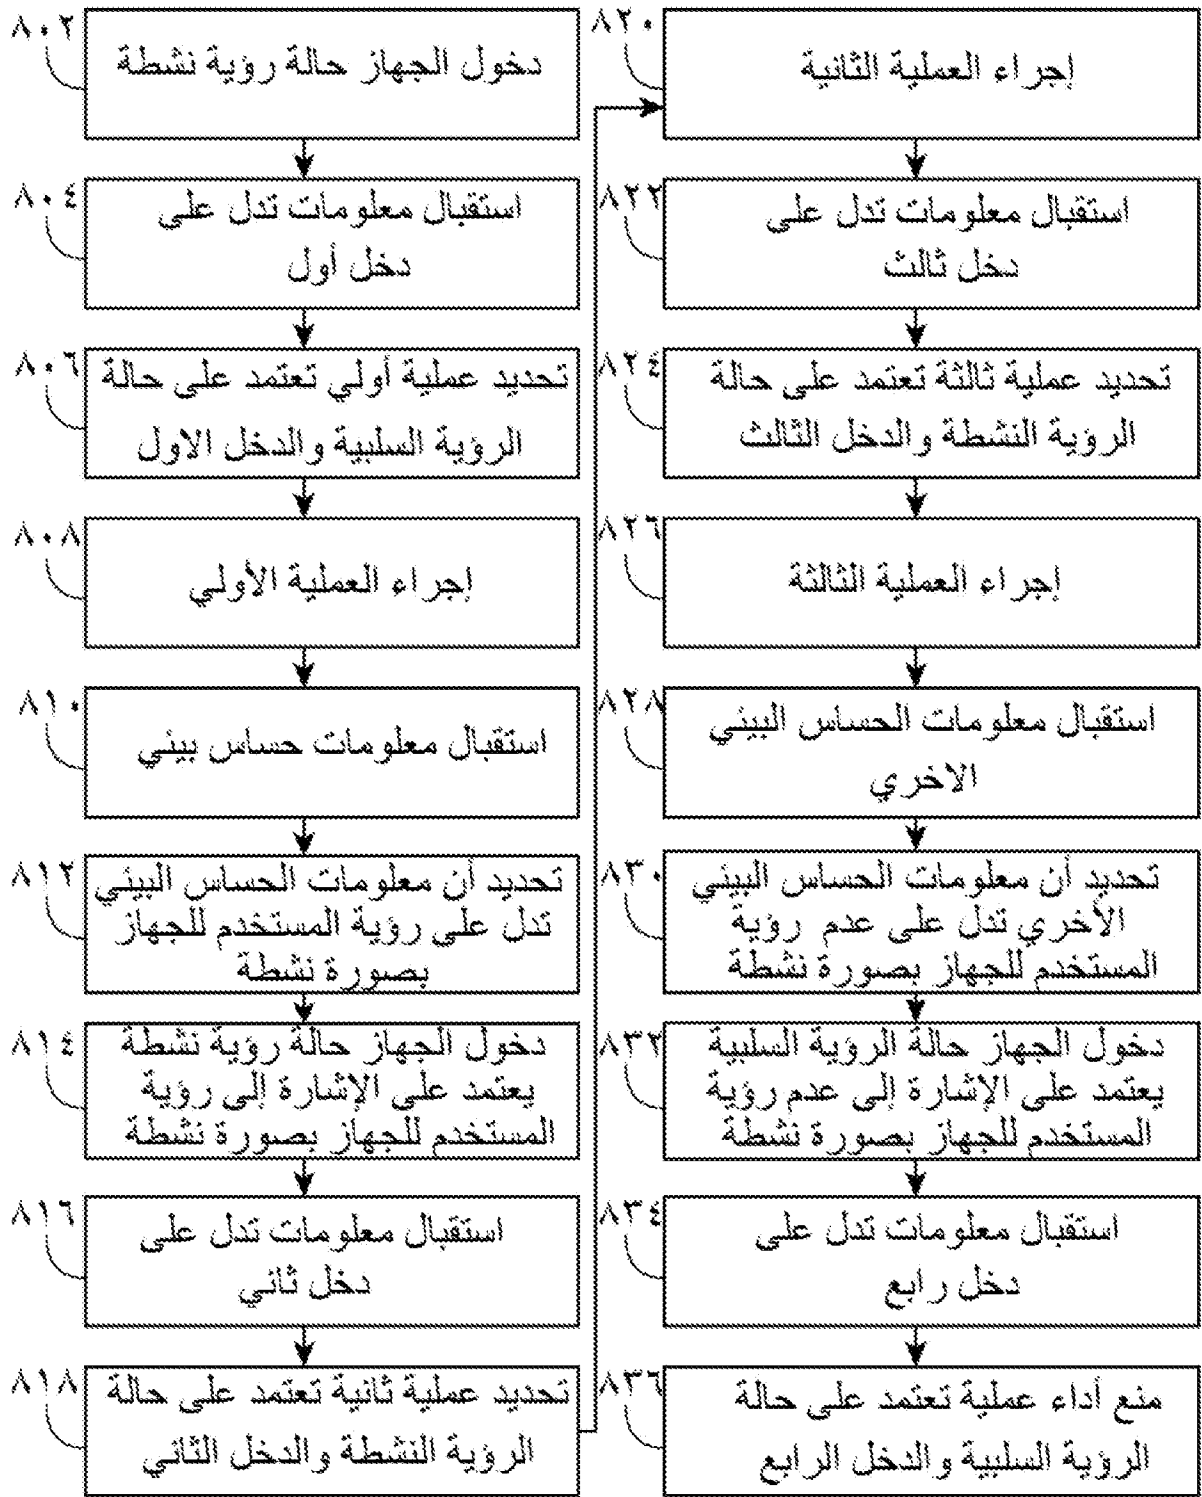 ٨٠٢
دخول الجهاز حالة رؤية نشطة
٨٠٤
استقبال معلومات تدل على
دخل أول
٨٠٦
تحديد عملية أولي تعتمد على حالة
الرؤية السلبية والدخل الاول
٨٠٨
إجراء العملية الأولي
٨١٠
استقبال معلومات حساس بيئي
٨١٢
تحديد أن معلومات الحساس البيئي
تدل على رؤية المستخدم للجهاز
بصورة نشطة
٨١٤
دخول الجهاز حالة رؤية نشطة
يعتمد على الإشارة إلى رؤية
المستخدم للجهاز بصورة نشطة
٨١٦
استقبال معلومات تدل على
دخل ثاني
٨١٨
تحديد عملية ثانية تعتمد على حالة
الرؤية النشطة والدخل الثاني
٨٢٠
إجراء العملية الثانية
٨٢٢
استقبال معلومات تدل على
دخل ثالث
٨٢٤
تحديد عملية ثالثة تعتمد على حالة
الرؤية النشطة والدخل الثالث
٨٢٦
إجراء العملية الثالثة
٨٢٨
استقبال معلومات الحساس البيئي
الاخري
٨٣٠
تحديد أن معلومات الحساس البيئي
الأخري تدل على عدم رؤية
المستخدم للجهاز بصورة نشطة
٨٣٢
دخول الجهاز حالة الرؤية السلبية
يعتمد على الإشارة إلى عدم رؤية
المستخدم للجهاز بصورة نشطة
٨٣٤
استقبال معلومات تدل على
دخل رابع
٨٣٦
منع أداء عملية تعتمد على حالة
الرؤية السلبية والدخل الرابع